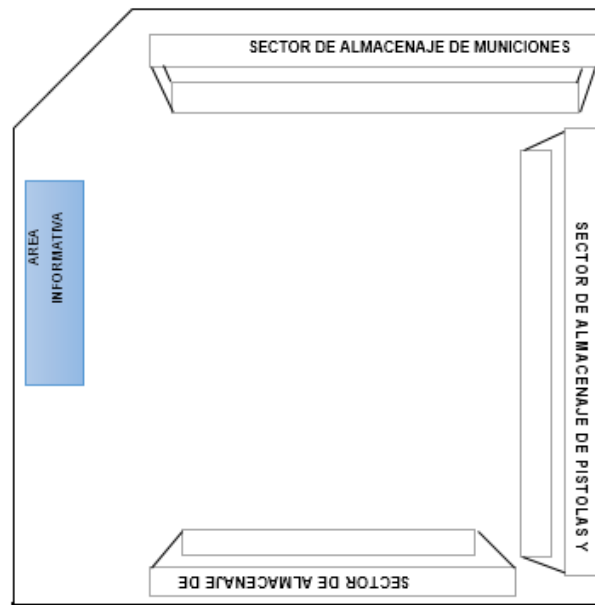 SECTOR DE ALMACENAJE DE MUNICIONES
AREA
INFORMATIVA
SECTOR DE ALMACENAJE DE PISTOLAS Y
SECTOR DE ALMACENAJE DE